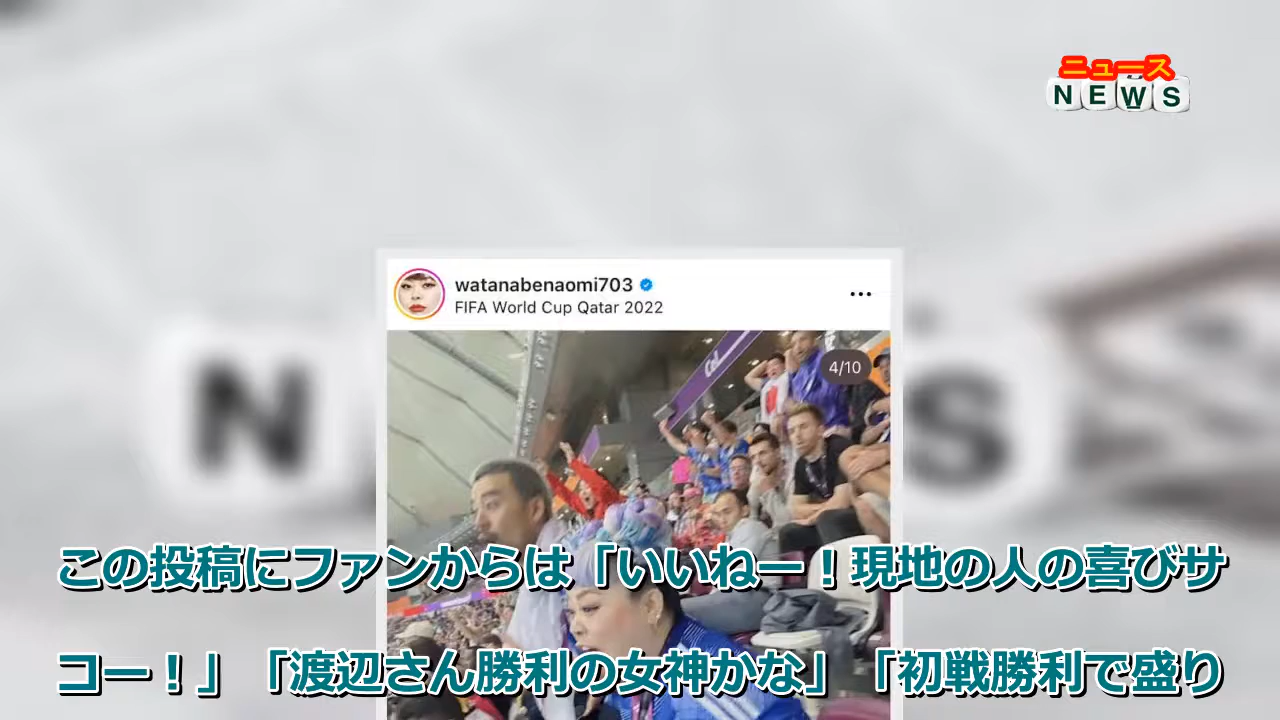 ニュース
NEWS
watanabenaomi703
FIFA World Cup Qatar 2022
4/10
この投稿にファンからは「いいねー！現地の人の喜びサ
コー！」「渡辺さん勝利の女神かな」「初戦勝利で盛り